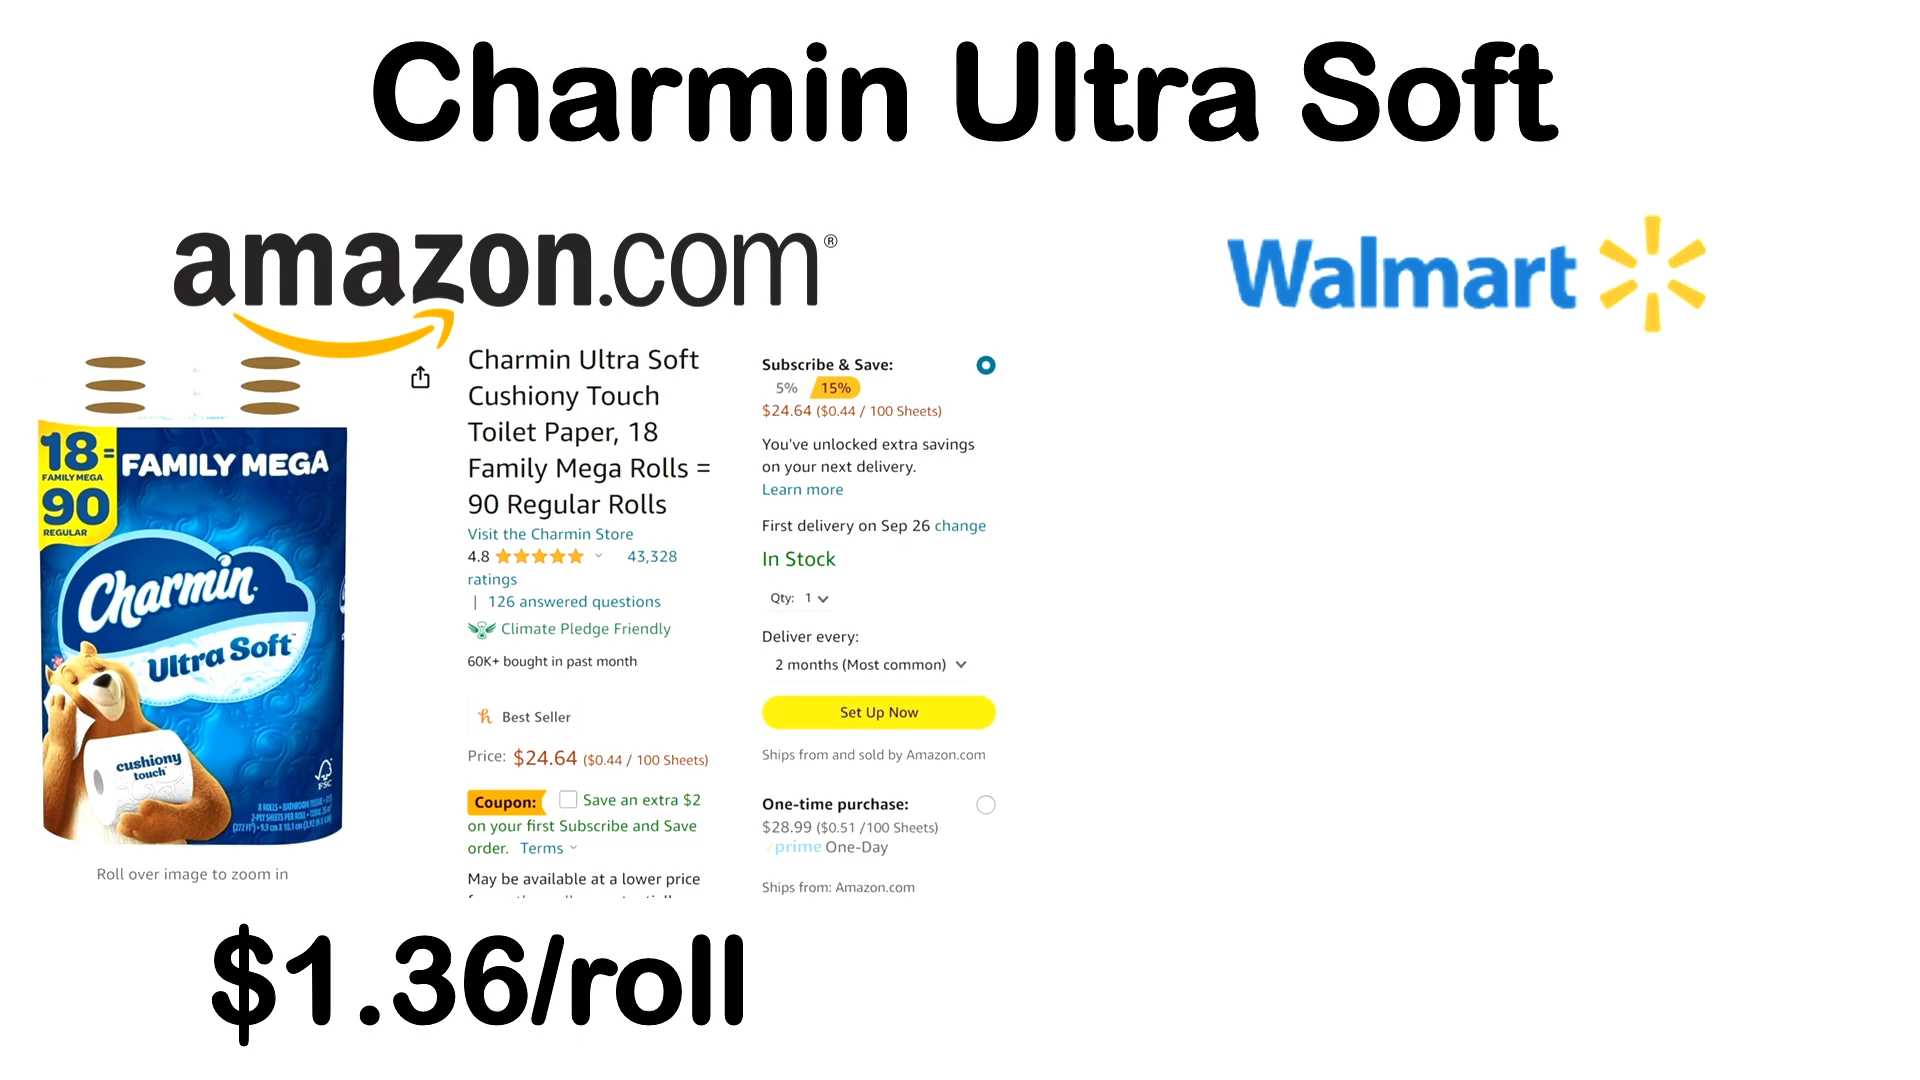 Charmin Ultra Soft
amazon.com®
Walmart
18=
FAMILY MEGA
90
REGULAR
FAMILY MEGA
Charmin
Ultra Soft™
cushiony
touch™
FSC
Roll over image to zoom in
Charmin Ultra Soft
Cushiony Touch
Toilet Paper, 18
Family Mega Rolls =
90 Regular Rolls
Visit the Charmin Store
4.8 43,328
ratings
| 126 answered questions
Climate Pledge Friendly
60K+ bought in past month
Best Seller
Price: $24.64 ($0.44 / 100 Sheets)
Coupon: Save an extra $2
on your first Subscribe and Save
order. Terms
May be available at a lower price
Subscribe & Save:
5% 15%
$24.64 ($0.44 / 100 Sheets)
You've unlocked extra savings
on your next delivery.
Learn more
First delivery on Sep 26 change
In Stock
Qty: 1
Deliver every:
2 months (Most common)
Set Up Now
Ships from and sold by Amazon.com
One-time purchase:
$28.99 ($0.51 /100 Sheets)
prime One-Day
Ships from: Amazon.com
$1.36/roll